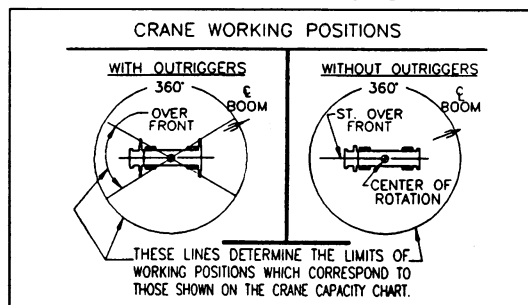 CRANE WORKING POSITIONS
WITH OUTRIGGERS
360°
℄
BOOM
OVER
FRONT
WITHOUT OUTRIGGERS
360°
℄
BOOM
ST. OVER
FRONT
CENTER OF
ROTATION
THESE LINES DETERMINE THE LIMITS OF
WORKING POSITIONS WHICH CORRESPOND TO
THOSE SHOWN ON THE CRANE CAPACITY CHART.